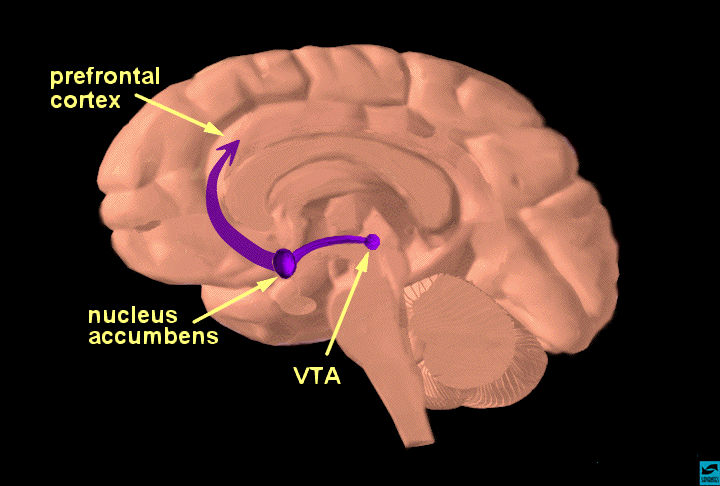 prefrontal
cortex
nucleus
accumbens
VTA